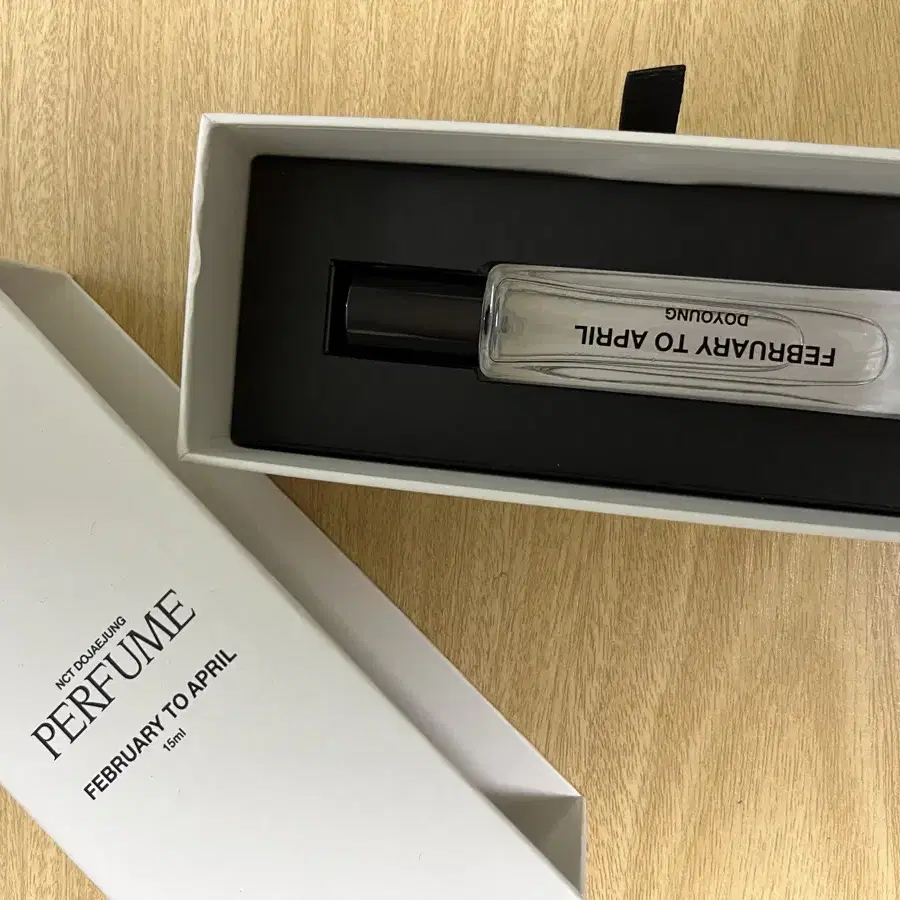 FEBRUARY TO APRIL
DOYOUNG
NCT DOJAEJUNG
PERFUME
FEBRUARY TO APRIL
15ml